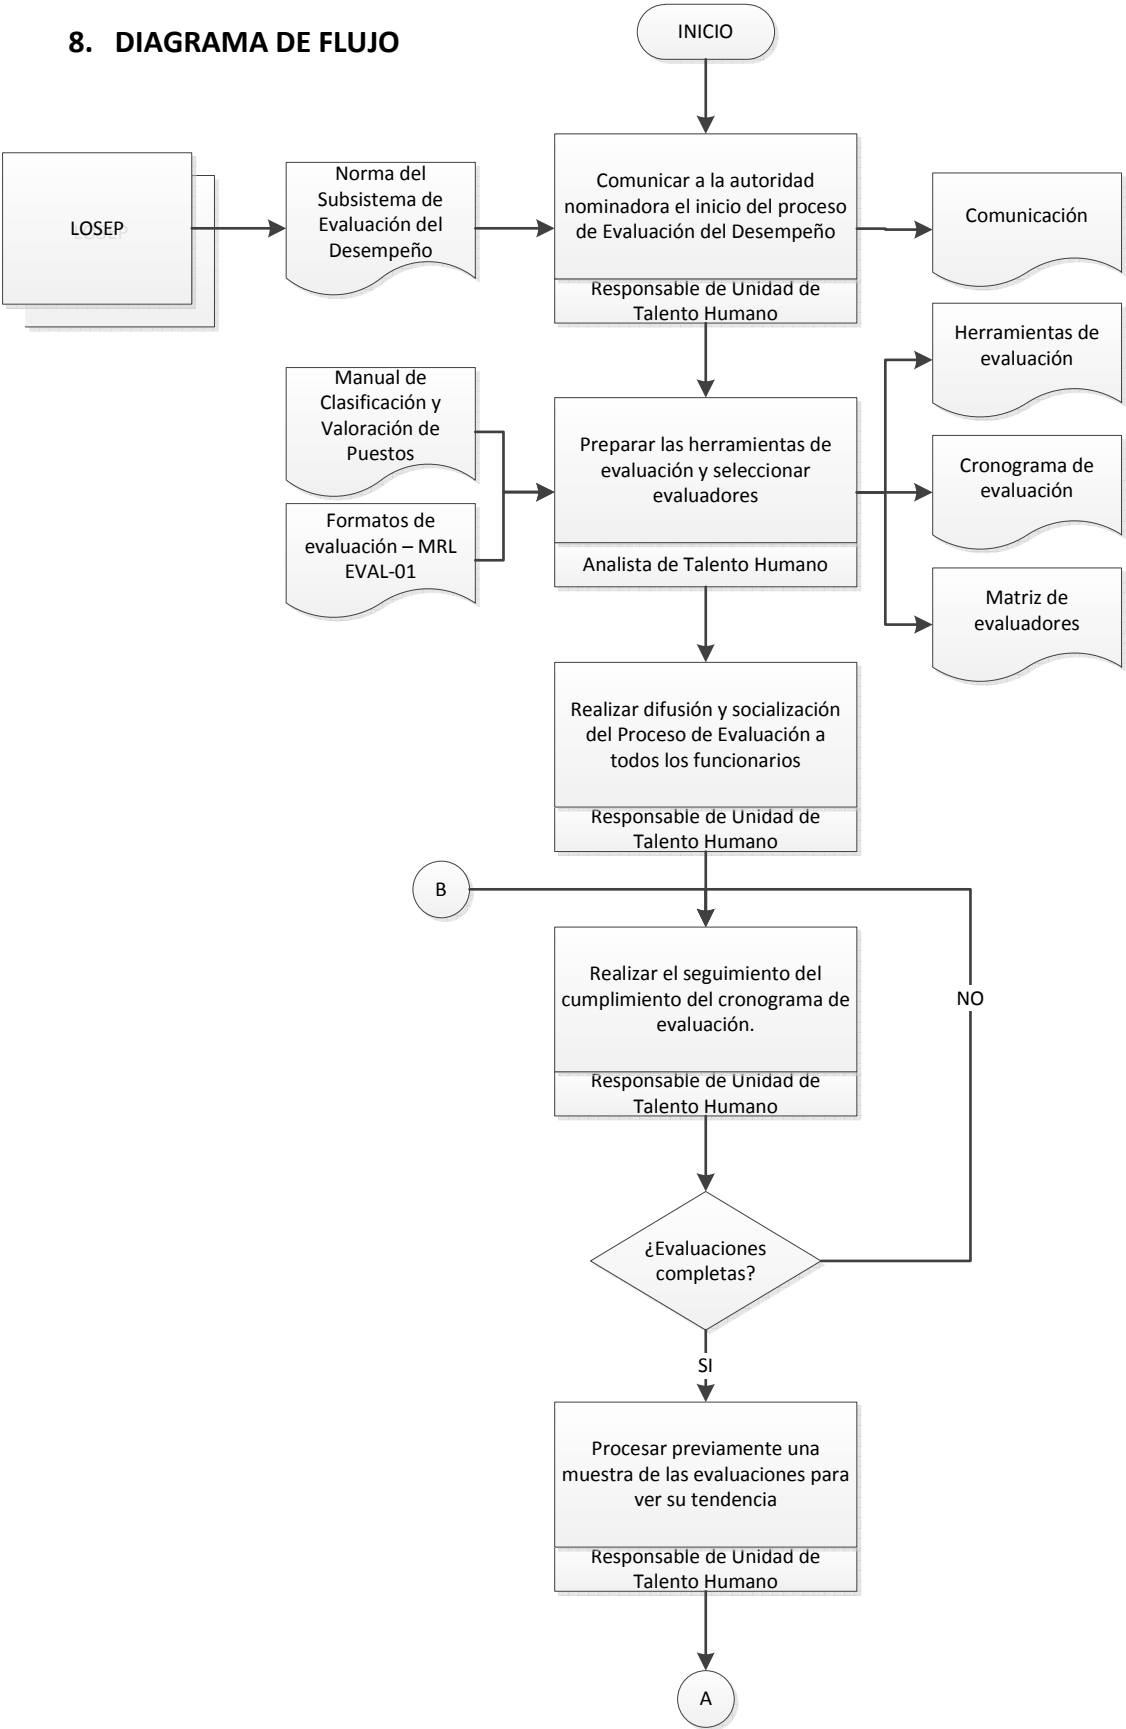 8. DIAGRAMA DE FLUJO
INICIO
LOSEP
Norma del
Subsistema de
Evaluación del
Desempeño
Comunicar a la autoridad
nominadora el inicio del proceso
de Evaluación del Desempeño
Responsable de Unidad de
Talento Humano
Comunicación
Manual de
Clasificación y
Valoración de
Puestos
Formatos de
evaluación – MRL
EVAL-01
Preparar las herramientas de
evaluación y seleccionar
evaluadores
Analista de Talento Humano
Herramientas de
evaluación
Cronograma de
evaluación
Matriz de
evaluadores
Realizar difusión y socialización
del Proceso de Evaluación a
todos los funcionarios
Responsable de Unidad de
Talento Humano
B
Realizar el seguimiento del
cumplimiento del cronograma de
evaluación.
Responsable de Unidad de
Talento Humano
NO
¿Evaluaciones
completas?
SI
Procesar previamente una
muestra de las evaluaciones para
ver su tendencia
Responsable de Unidad de
Talento Humano
A